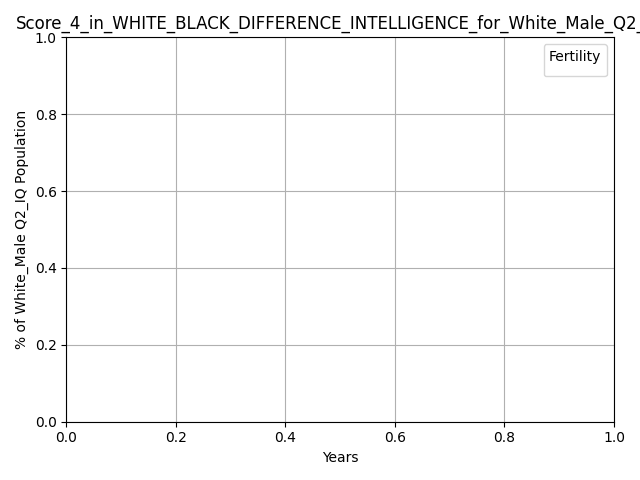 Score_4_in_WHITE_BLACK_DIFFERENCE_INTELLIGENCE_for_White_Male_Q2_
1.0
Fertility
0.8
0.6
0.4
0.2
0.0
% of White_Male Q2_IQ Population
0.0 0.2 0.4 0.6 0.8 1.0
Years